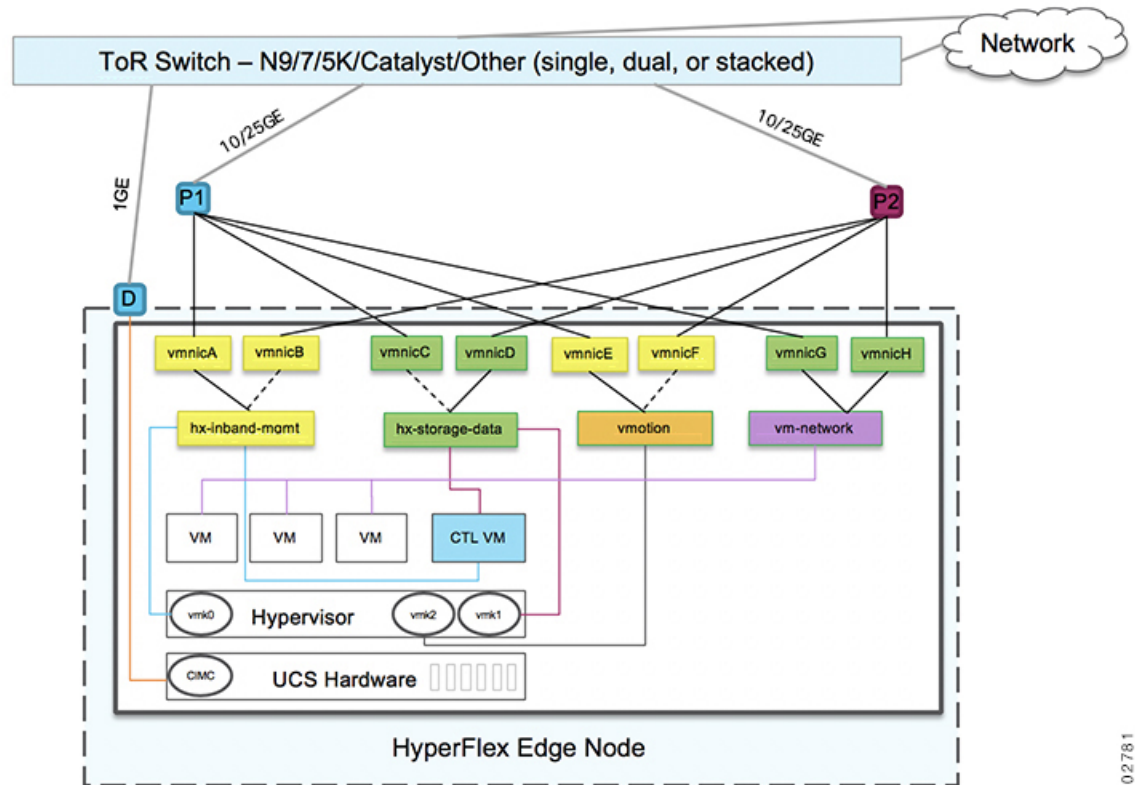 Network
ToR Switch – N9/7/5K/Catalyst/Other (single, dual, or stacked)
10/25GE
10/25GE
1GE
P1
P2
D
vmnicA
vmnicB
vmnicC
vmnicD
vmnicE
vmnicF
vmnicG
vmnicH
hx-inband-mgmt
hx-storage-data
vmotion
vm-network
VM
VM
VM
CTL VM
vmk0
Hypervisor
vmk2
vmk1
CIMC
UCS Hardware
HyperFlex Edge Node
02781